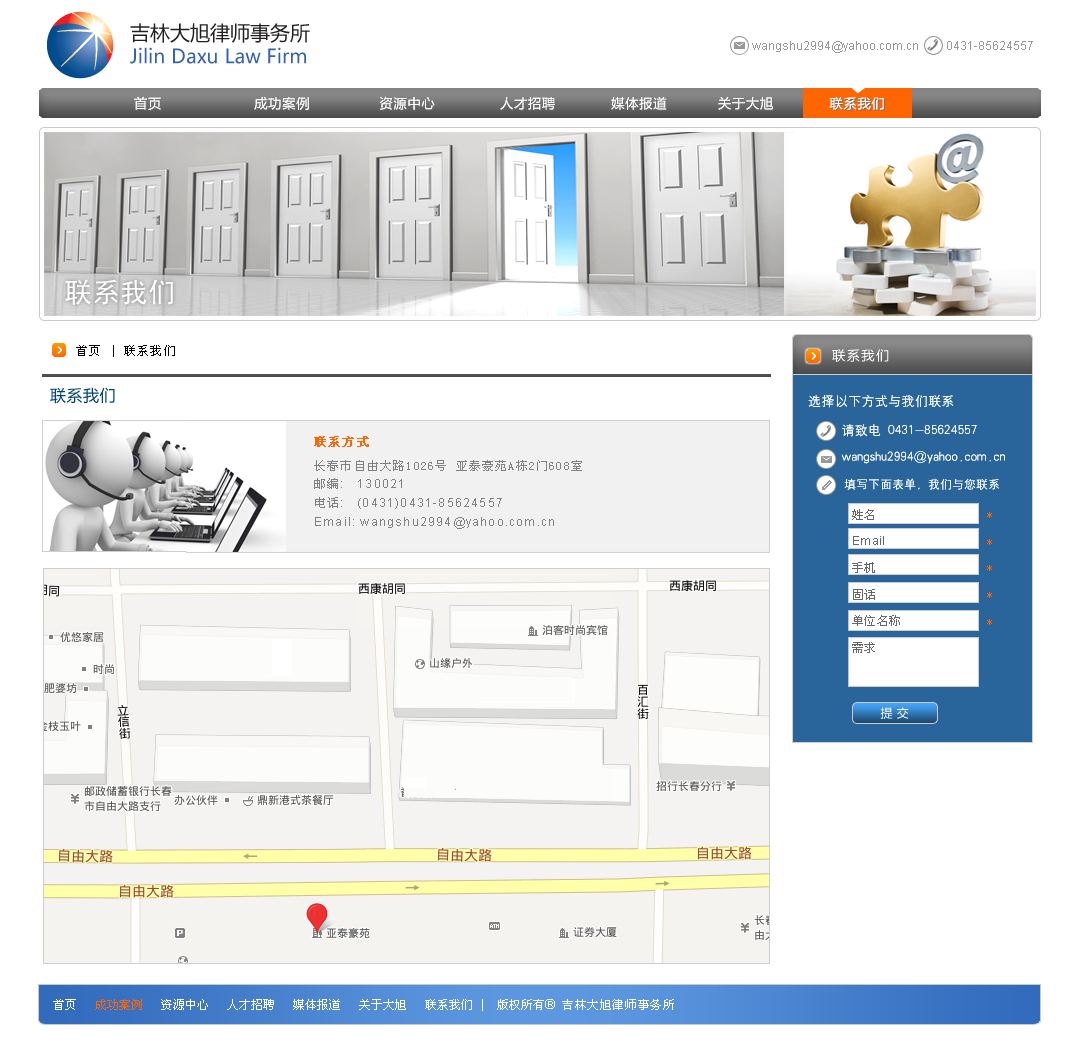 吉林大旭律师事务所
Jilin Daxu Law Firm
wangshu2994@yahoo.com.cn 0431-85624557
首页 成功案例 资源中心 人才招聘 媒体报道 关于大旭 联系我们
@
联系我们
首页 | 联系我们
联系我们
联系方式
长春市自由大路1026号 亚泰豪苑A栋2门608室
邮编: 130021
电话: (0431)0431-85624557
Email: wangshu2994@yahoo.com.cn
联系我们
选择以下方式与我们联系
请致电 0431-85624557
wangshu2994@yahoo.com.cn
填写下面表单, 我们与您联系
姓名 *
Email *
手机 *
固话 *
单位名称 *
需求
提 交
胡同
西康胡同
西康胡同
优悠家居
泊客时尚宾馆
时尚
山缘户外
肥婆坊
百汇街
立信街
金枝玉叶
招行长春分行
邮政储蓄银行长春
市自由大路支行
办公伙伴
鼎新港式茶餐厅
自由大路
自由大路
自由大路
自由大路
P
亚泰豪苑
ATM
证券大厦
首页 成功案例 资源中心 人才招聘 媒体报道 关于大旭 联系我们 | 版权所有® 吉林大旭律师事务所